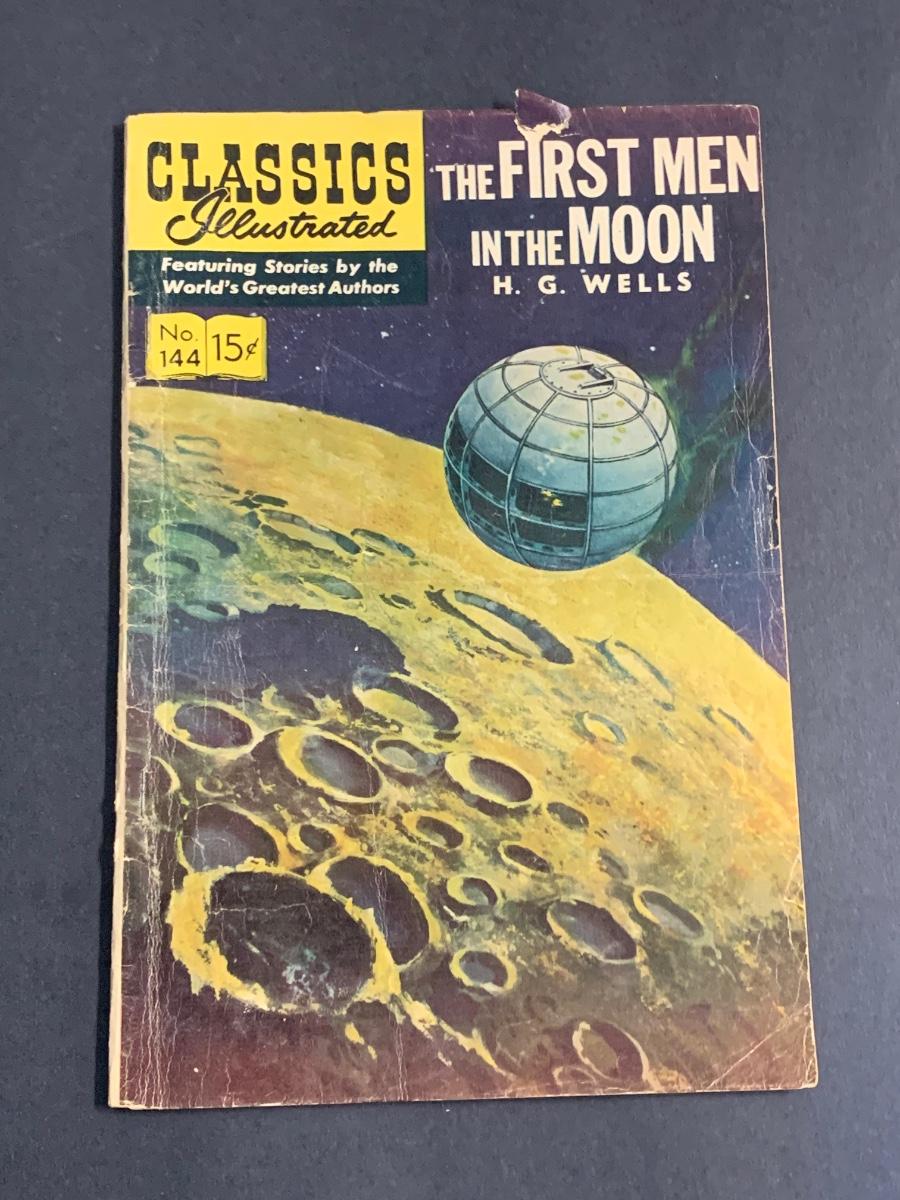 CLASSICS
Illustrated
Featuring Stories by the
World's Greatest Authors
No.
144
15¢
THE FIRST MEN
IN THE MOON
H. G. WELLS